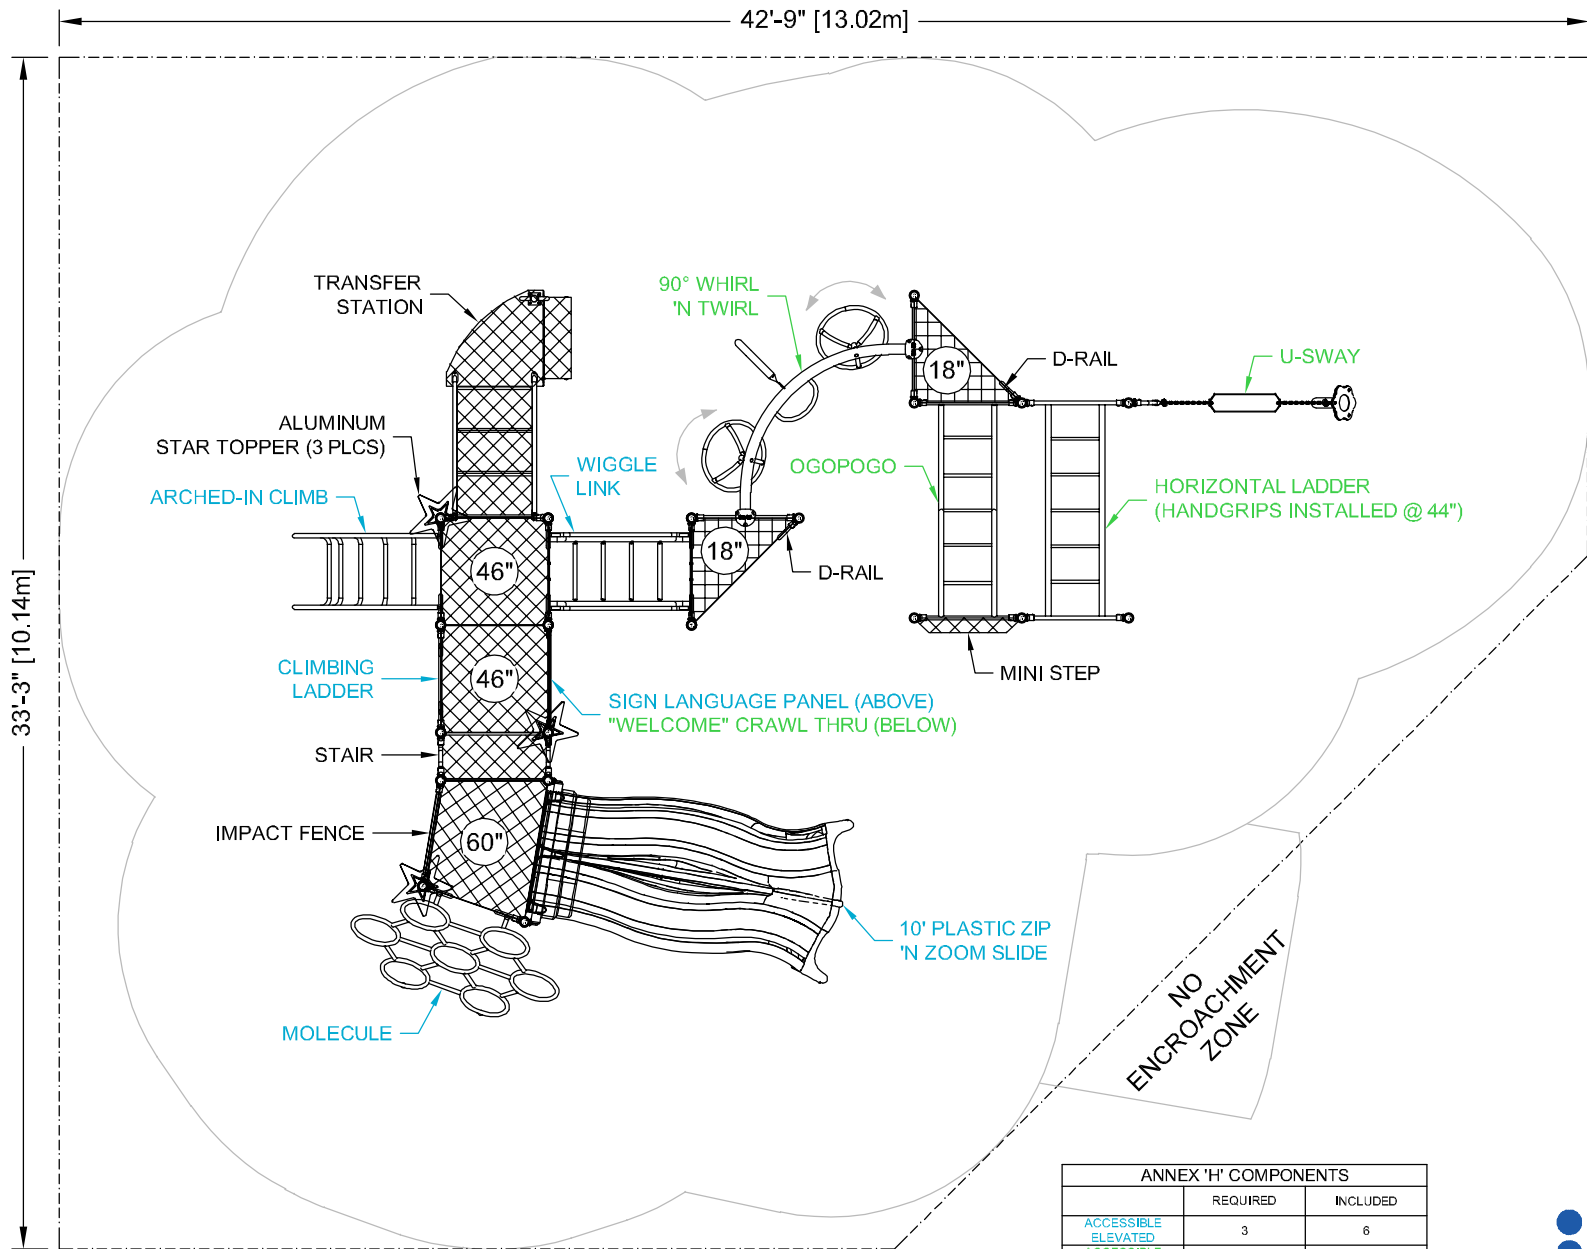 42'-9" [13.02m]
33'-3" [10.14m]
TRANSFER
STATION
90° WHIRL
'N TWIRL
18"
D-RAIL
U-SWAY
ALUMINUM
STAR TOPPER (3 PLCS)
WIGGLE
LINK
OGOPOGO
ARCHED-IN CLIMB
HORIZONTAL LADDER
(HANDGRIPS INSTALLED @ 44")
46"
18"
D-RAIL
CLIMBING
LADDER
46"
MINI STEP
SIGN LANGUAGE PANEL (ABOVE)
"WELCOME" CRAWL THRU (BELOW)
STAIR
IMPACT FENCE
60"
10' PLASTIC ZIP
'N ZOOM SLIDE
MOLECULE
NO
ENCROACHMENT
ZONE
ANNEX 'H' COMPONENTS
REQUIRED INCLUDED
ACCESSIBLE
ELEVATED
3 6